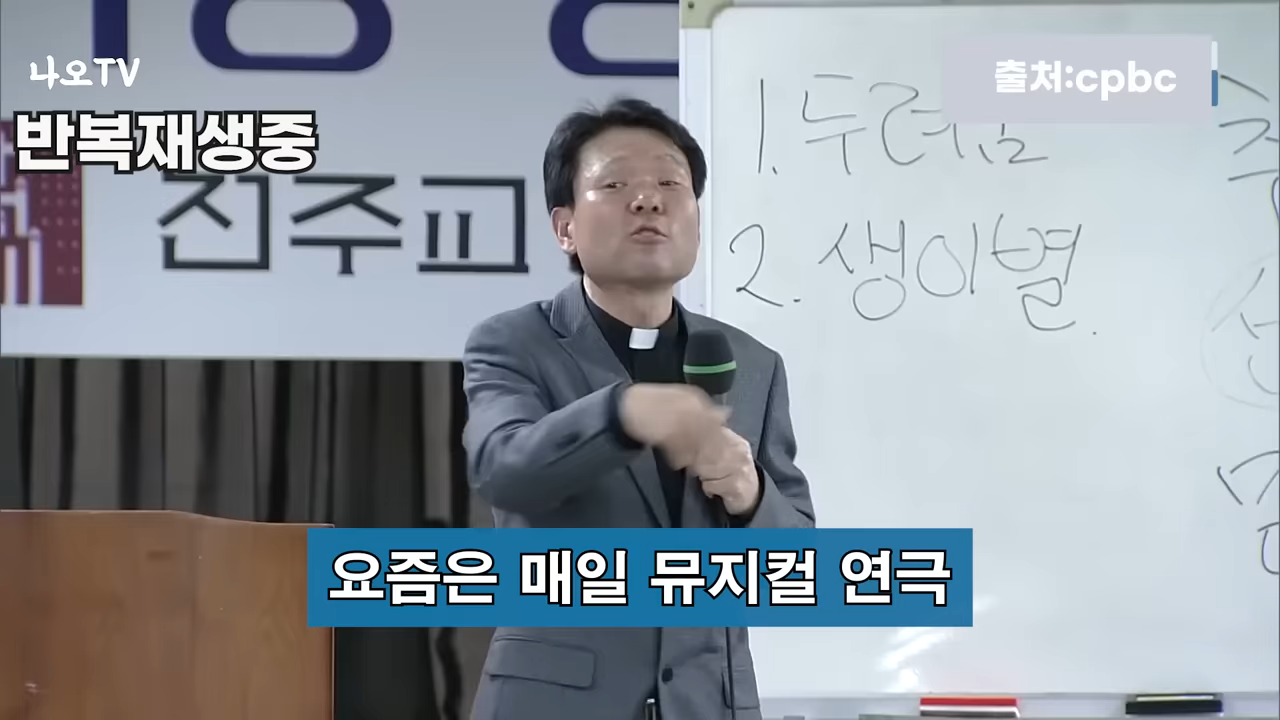 나오TV
출처:cpbc
반복재생중
전주교
1. 두려움
2. 생이별.
요즘은 매일 뮤지컬 연극